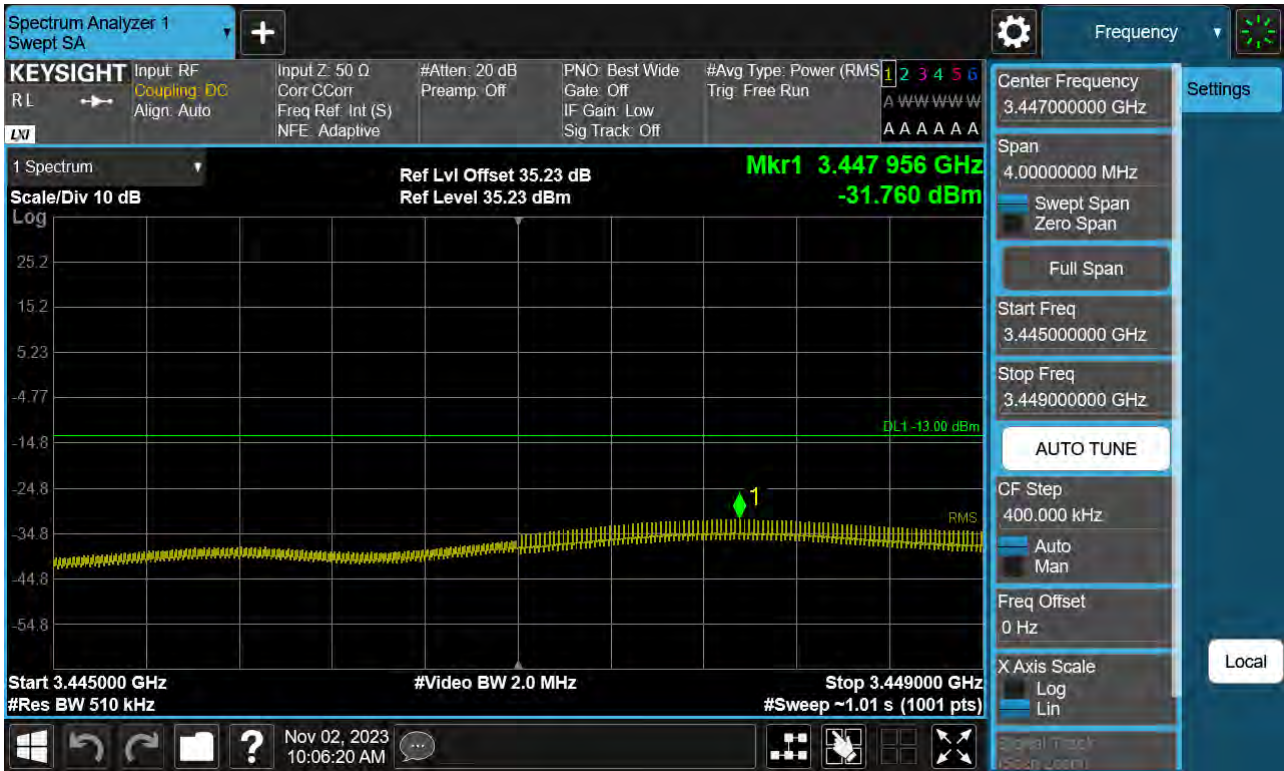 Spectrum Analyzer 1
Swept SA
Frequency
KEYSIGHT
RL
LXI
Input: RF
Coupling: DC
Align: Auto
Input Z: 50 Ω
Corr CCorr
Freq Ref: Int (S)
NFE: Adaptive
#Atten: 20 dB
Preamp: Off
PNO: Best Wide
Gate: Off
IF Gain: Low
Sig Track: Off
#Avg Type: Power (RMS
Trig: Free Run
1 2 3 4 5 6
A W W W W W
A A A A A A
1 Spectrum
Scale/Div 10 dB
Log
Ref Lvl Offset 35.23 dB
Ref Level 35.23 dBm
Mkr1 3.447 956 GHz
-31.760 dBm
25.2
15.2
5.23
-4.77
-14.8
-24.8
-34.8
-44.8
-54.8
DL1 -13.00 dBm
1
RMS
Start 3.445000 GHz
#Res BW 510 kHz
#Video BW 2.0 MHz
Stop 3.449000 GHz
#Sweep ~1.01 s (1001 pts)
Center Frequency
3.447000000 GHz
Span
4.00000000 MHz
Swept Span
Zero Span
Full Span
Start Freq
3.445000000 GHz
Stop Freq
3.449000000 GHz
AUTO TUNE
CF Step
400.000 kHz
Auto
Man
Freq Offset
0 Hz
X Axis Scale
Log
Lin
Signal Track
(Span Zoom)
Settings
Local
?
Nov 02, 2023
10:06:20 AM